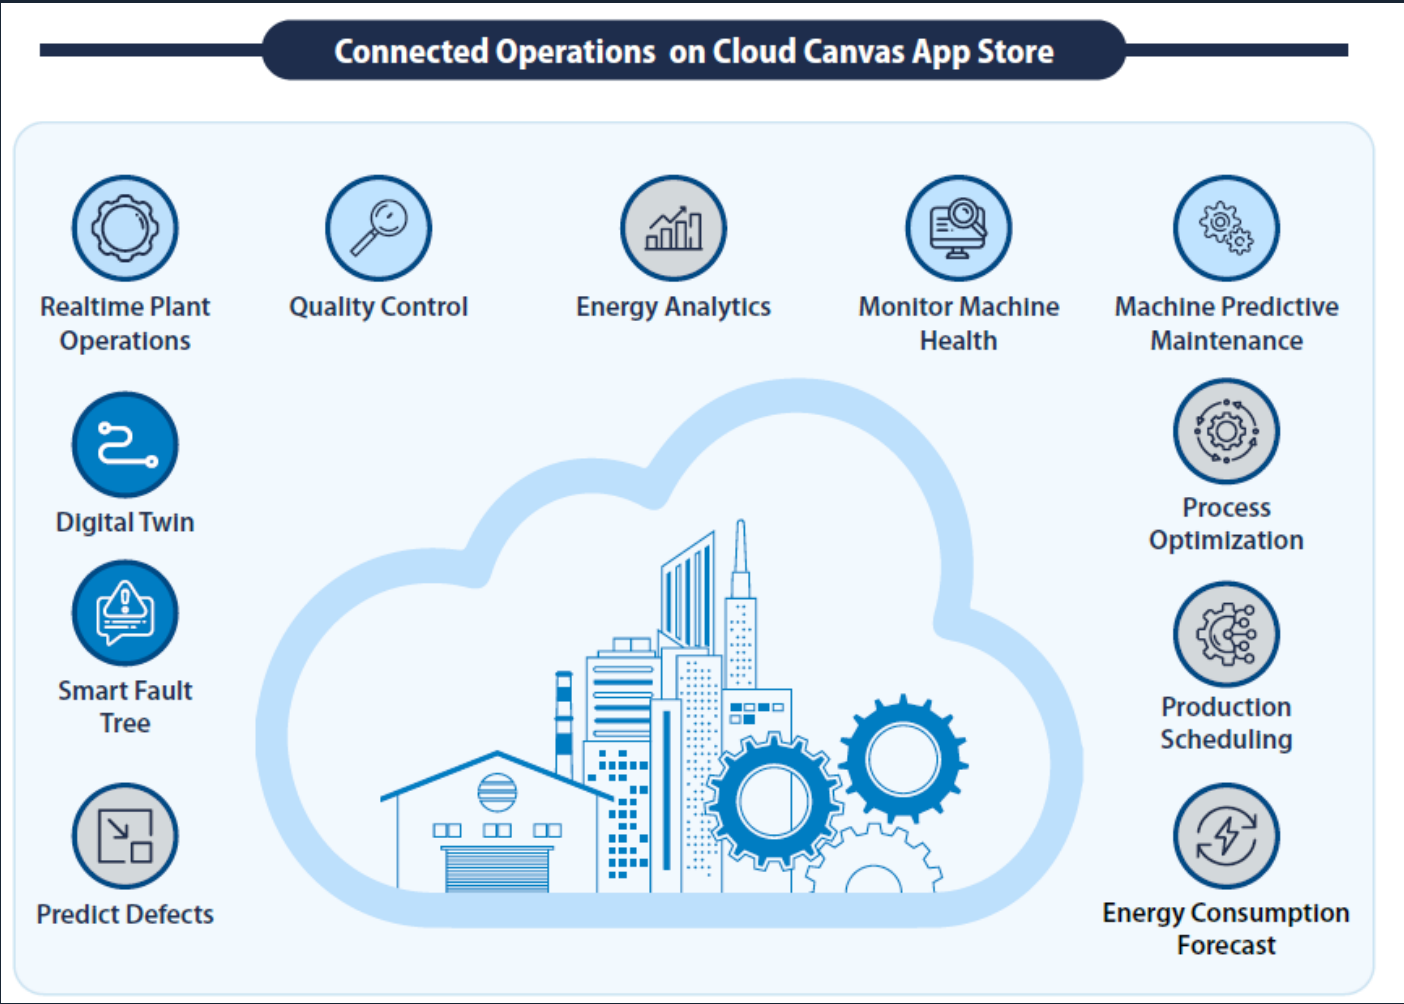 Connected Operations on Cloud Canvas App Store
Realtime Plant
Operations
Quality Control
Energy Analytics
Monitor Machine
Health
Machine Predictive
Maintenance
Digital Twin
Process
Optimization
Smart Fault
Tree
Production
Scheduling
Predict Defects
Energy Consumption
Forecast